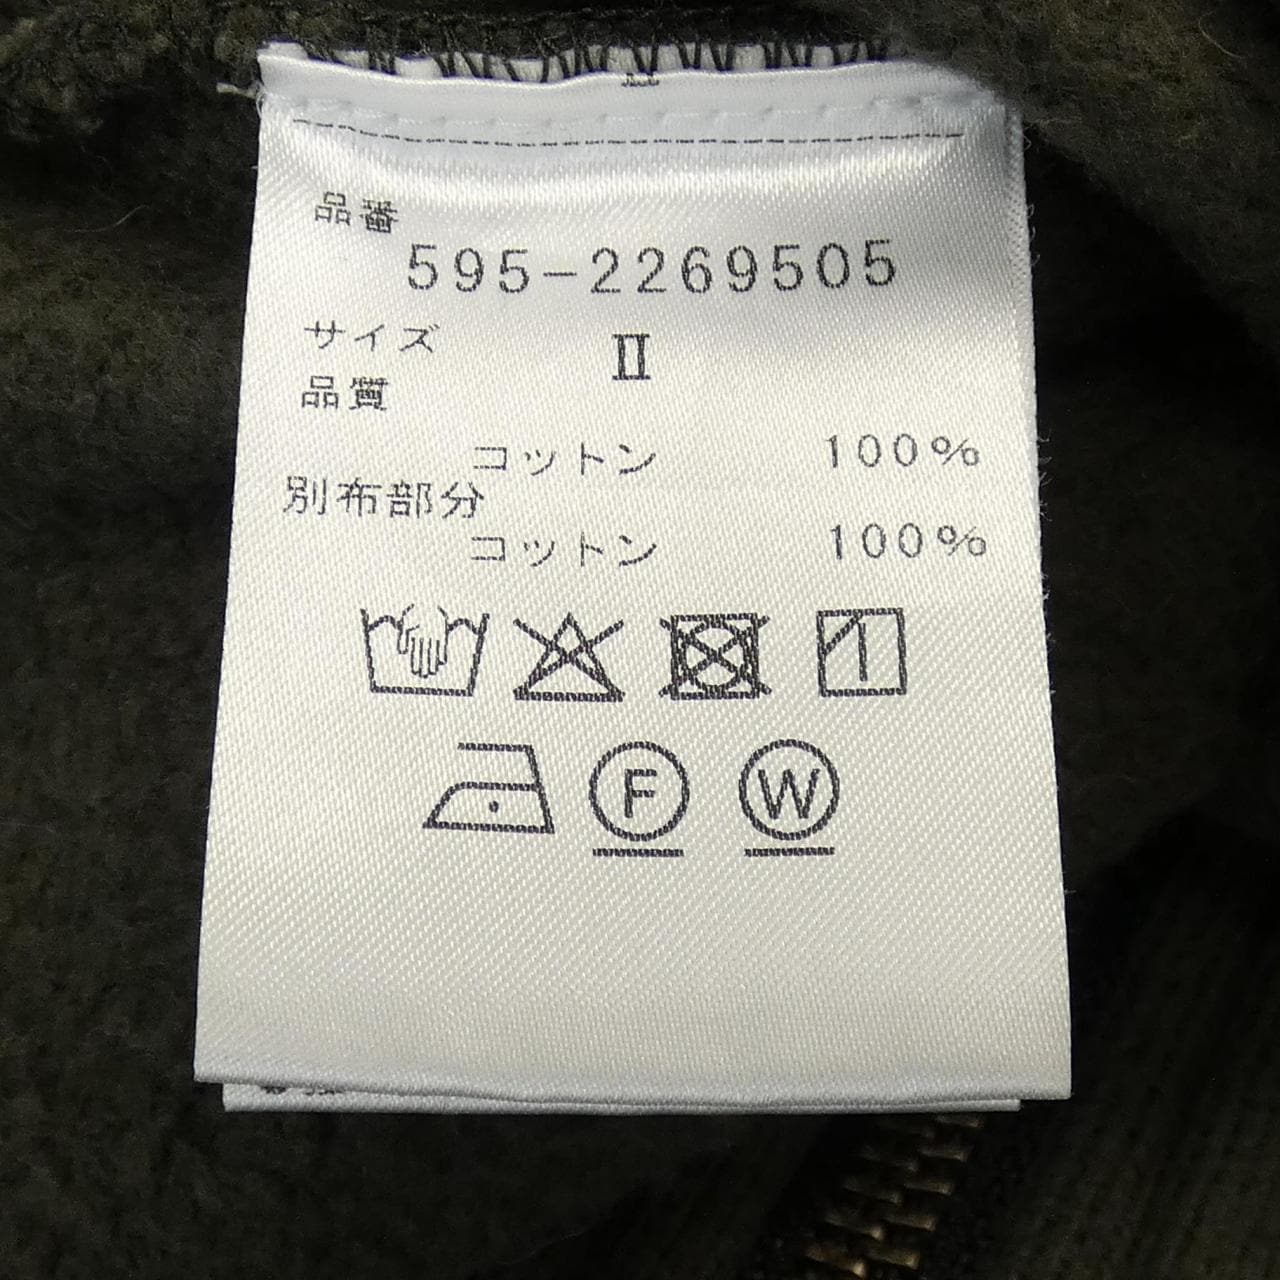 品番
595-2269505
サイズ II
品質
コットン 100%
別布部分
コットン 100%
F W